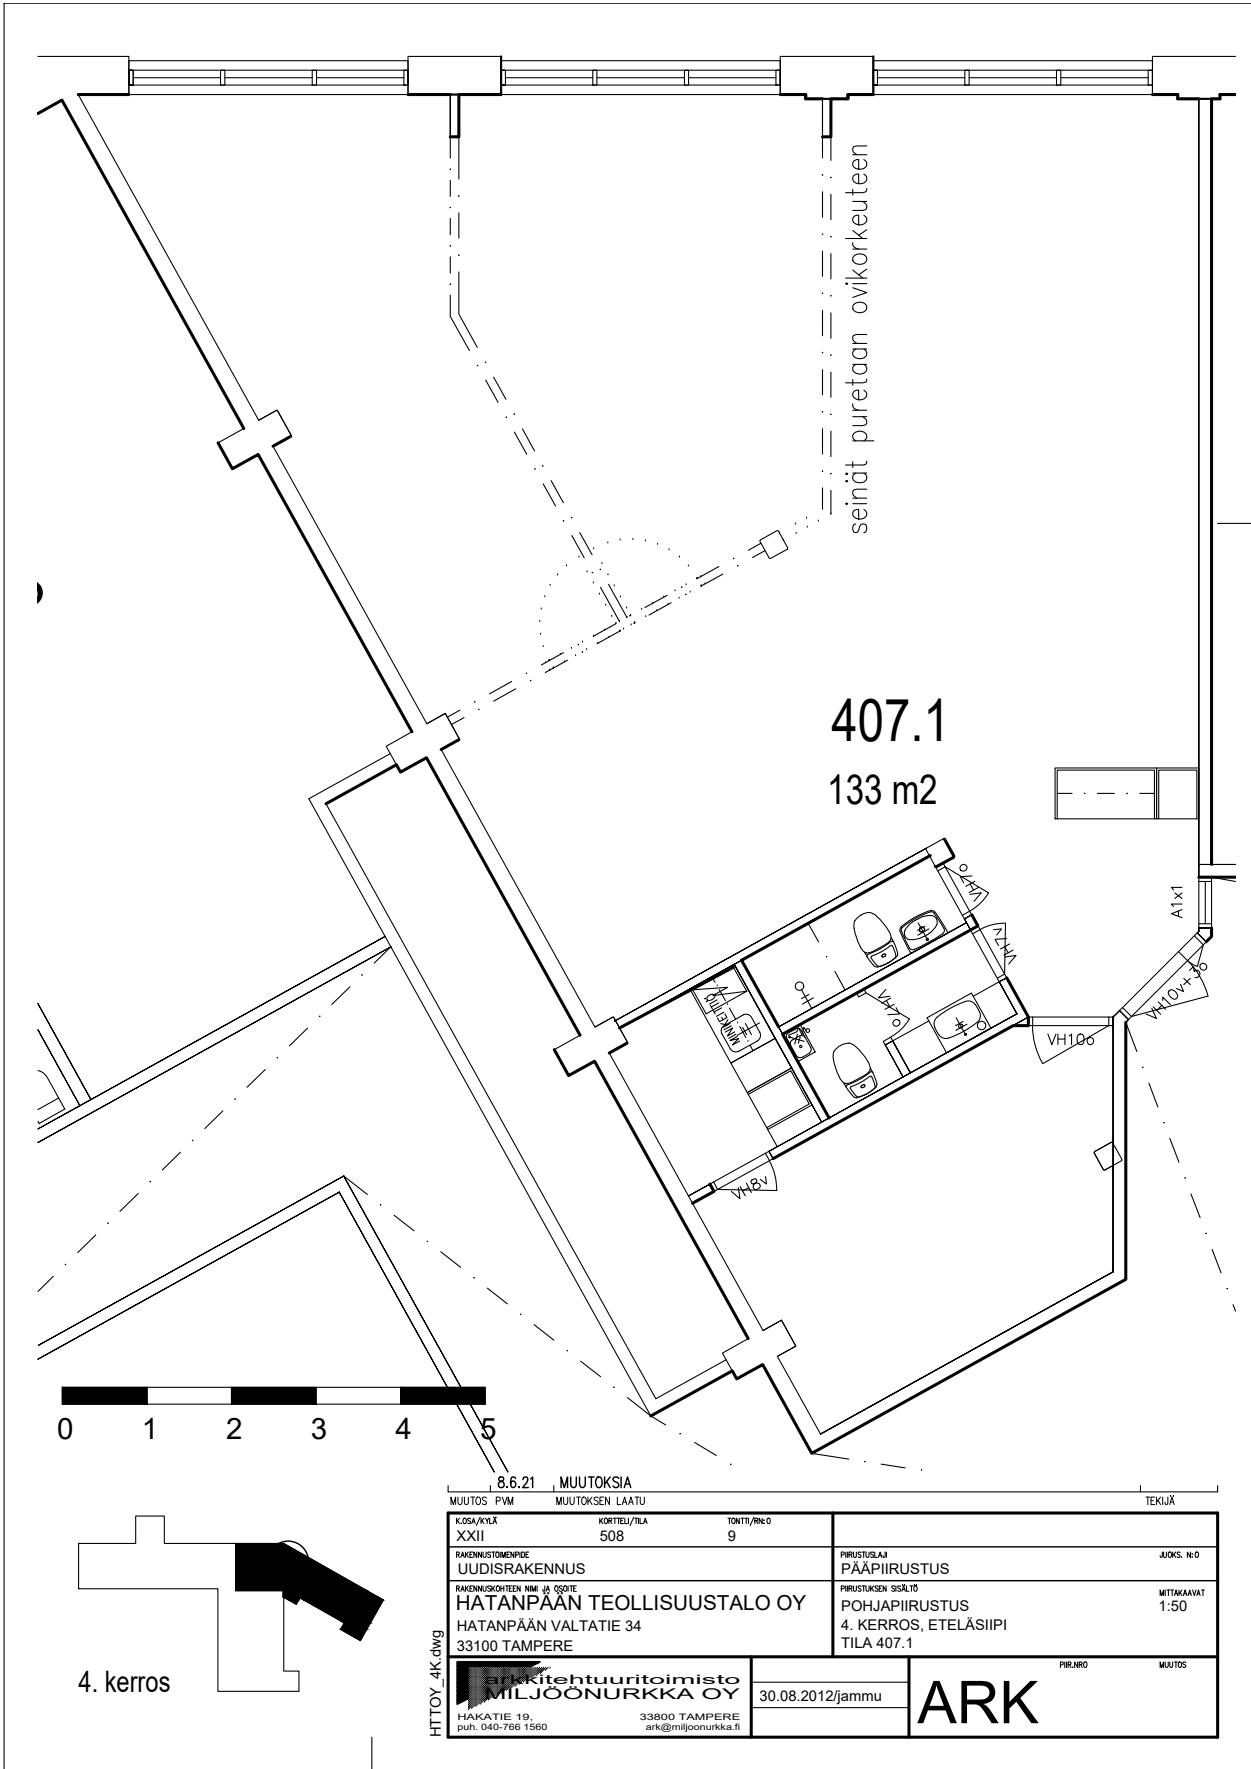 seinät puretaan ovikorkeuteen
407.1
133 m2
A1x1
VH7o
VH7v
VH7o
VH10v+3o
VH10o
MINIKEITTIÖ
VH8v
0 1 2 3 4 5
4. kerros
HTTOY_4K.dwg
8.6.21 MUUTOKSIA
MUUTOS PVM MUUTOKSEN LAATU TEKIJÄ
K.OSA/KYLÄ KORTTELI/TILA TONTTI/RN:O
XXII 508 9
RAKENNUSTOIMENPIDE
UUDISRAKENNUS
PIIRUSTUSLAJI JUOKS. N:O
PÄÄPIIRUSTUS
RAKENNUSKOHTEEN NIMI JA OSOITE
HATANPÄÄN TEOLLISUUSTALO OY
HATANPÄÄN VALTATIE 34
33100 TAMPERE
PIIRUSTUKSEN SISÄLTÖ MITTAKAAVAT
POHJAPIIRUSTUS 1:50
4. KERROS, ETELÄSIIPI
TILA 407.1
arkkitehtuuritoimisto
MILJÖÖNURKKA OY
HAKATIE 19, 33800 TAMPERE
puh. 040-766 1560 ark@miljoonurkka.fi
30.08.2012/jammu
PIIR.NRO MUUTOS
ARK